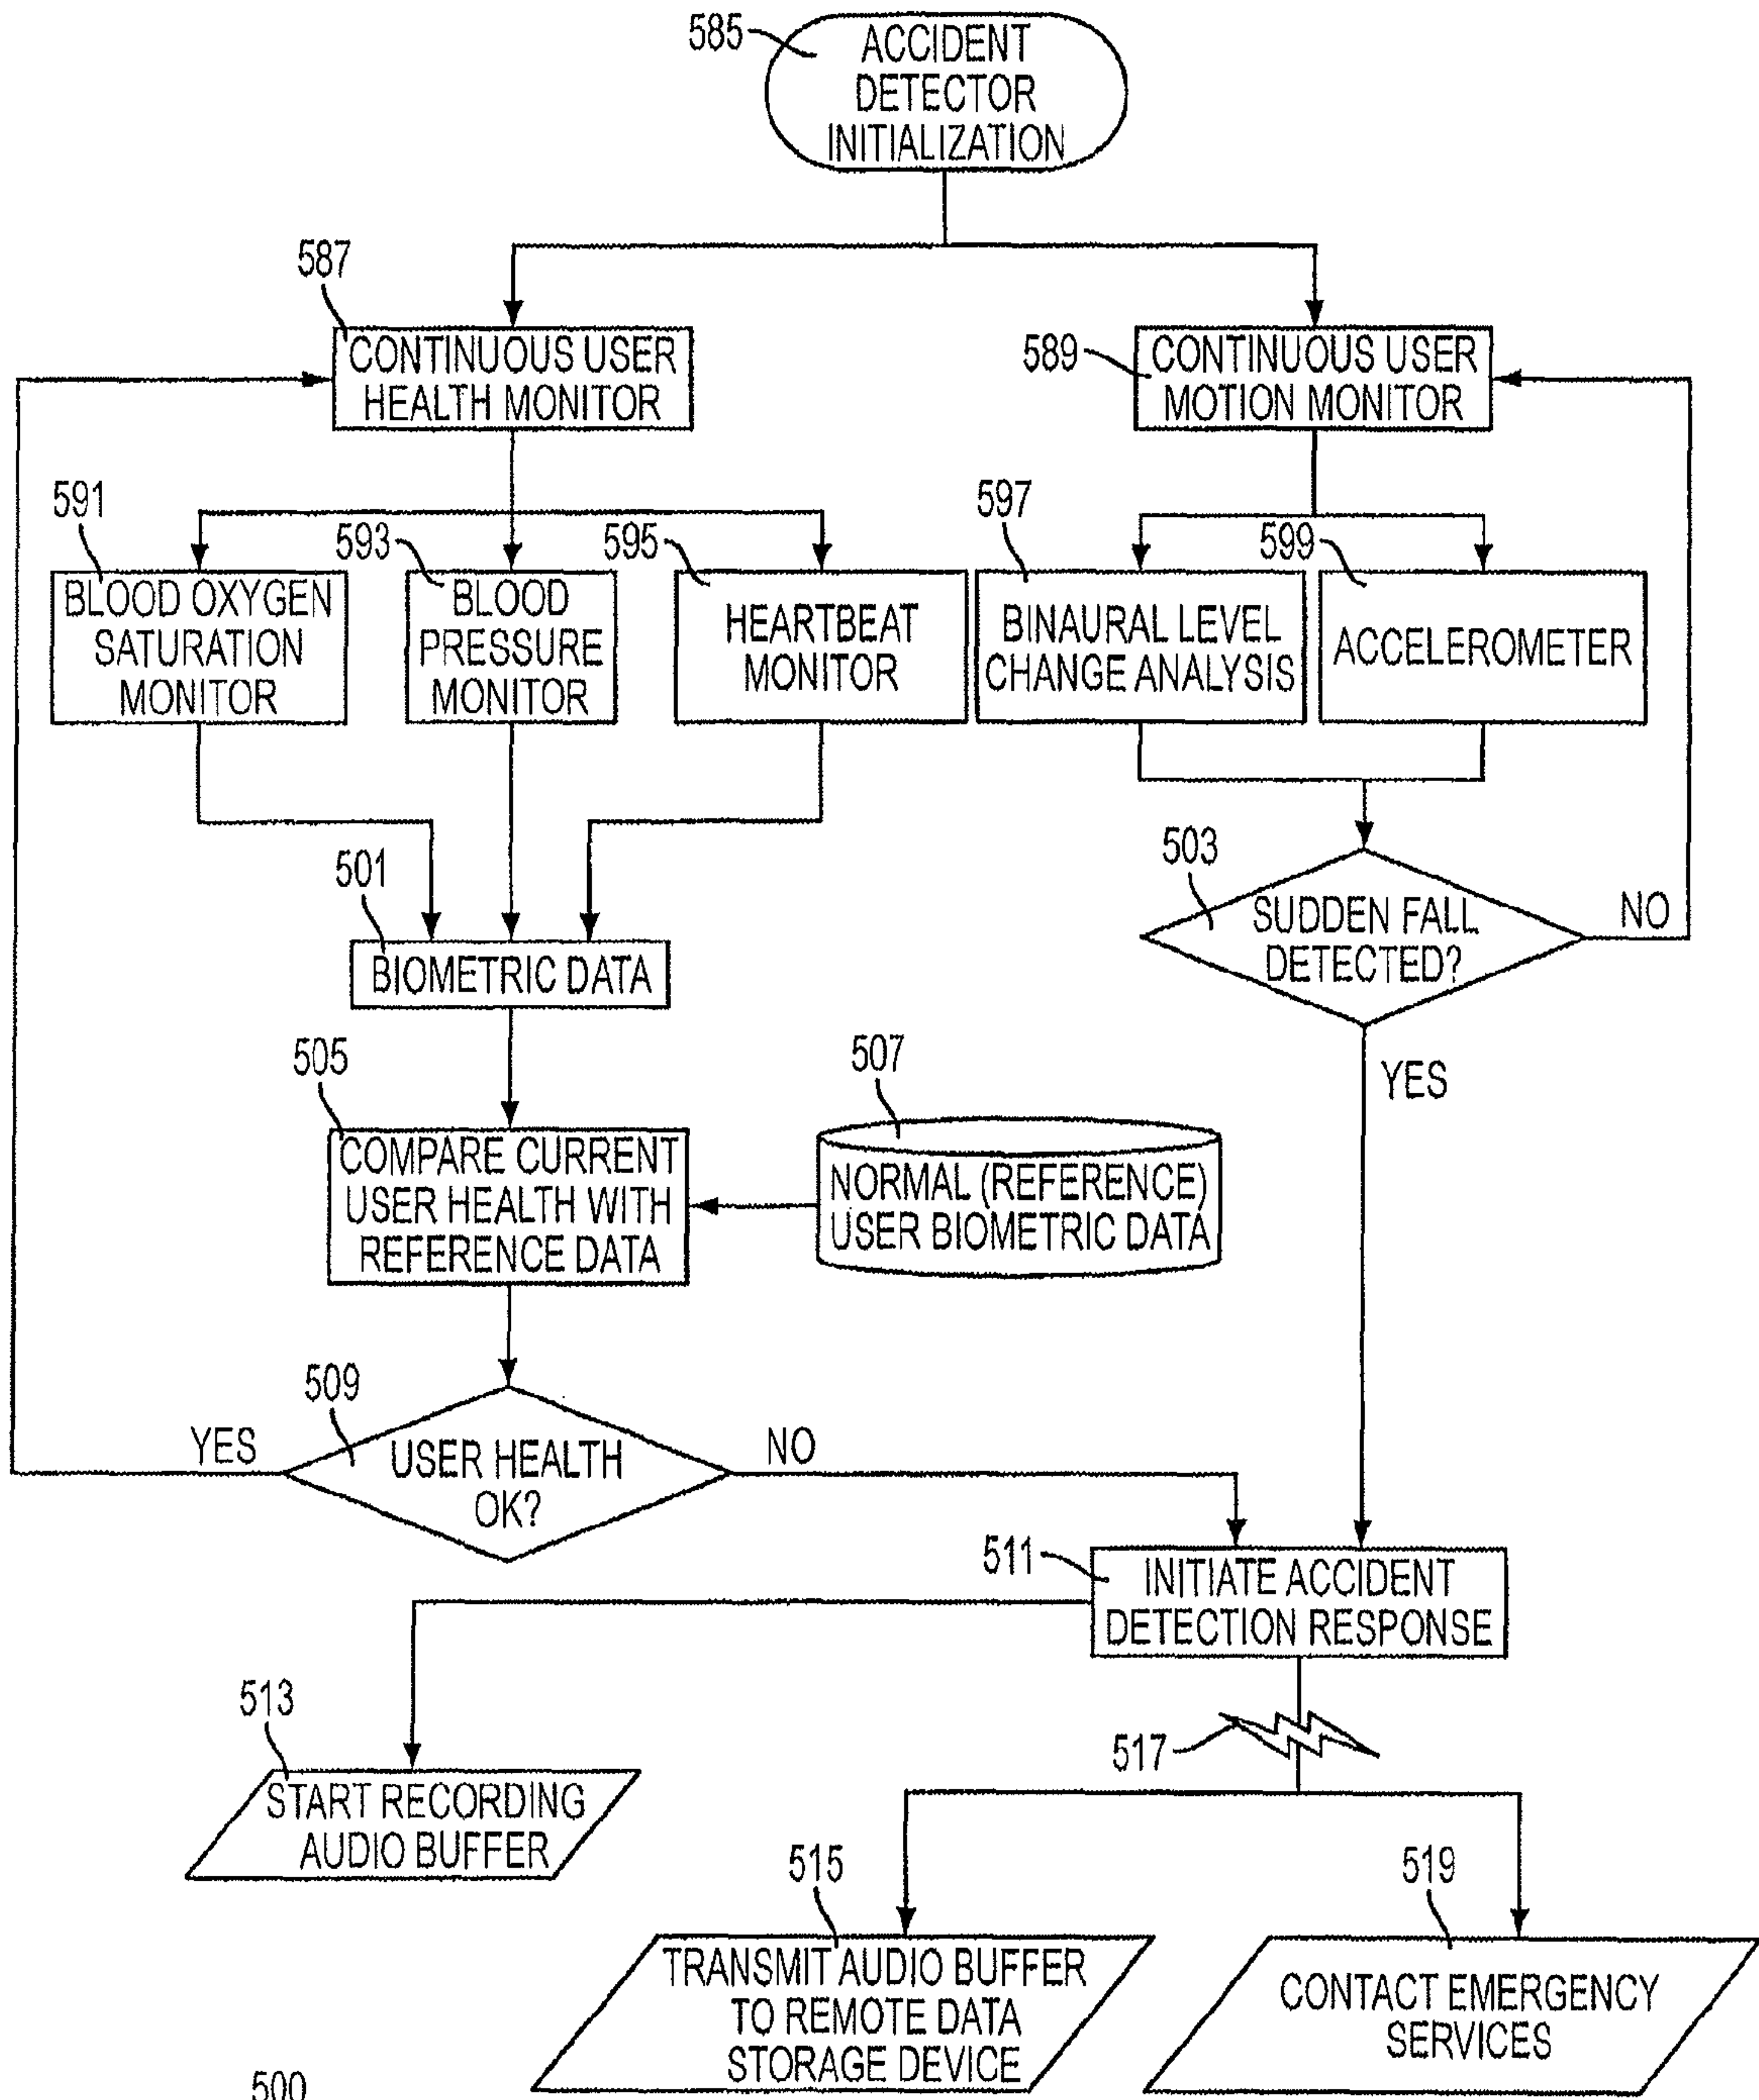 585
ACCIDENT
DETECTOR
INITIALIZATION
587
CONTINUOUS USER
HEALTH MONITOR
589
CONTINUOUS USER
MOTION MONITOR
591
BLOOD OXYGEN
SATURATION
MONITOR
593
BLOOD
PRESSURE
MONITOR
595
HEARTBEAT
MONITOR
597
BINAURAL LEVEL
CHANGE ANALYSIS
599
ACCELEROMETER
501
BIOMETRIC DATA
503
SUDDEN FALL
DETECTED?
NO
YES
505
COMPARE CURRENT
USER HEALTH WITH
REFERENCE DATA
507
NORMAL (REFERENCE)
USER BIOMETRIC DATA
509
USER HEALTH
OK?
YES
NO
511
INITIATE ACCIDENT
DETECTION RESPONSE
513
START RECORDING
AUDIO BUFFER
517
515
TRANSMIT AUDIO BUFFER
TO REMOTE DATA
STORAGE DEVICE
519
CONTACT EMERGENCY
SERVICES
500